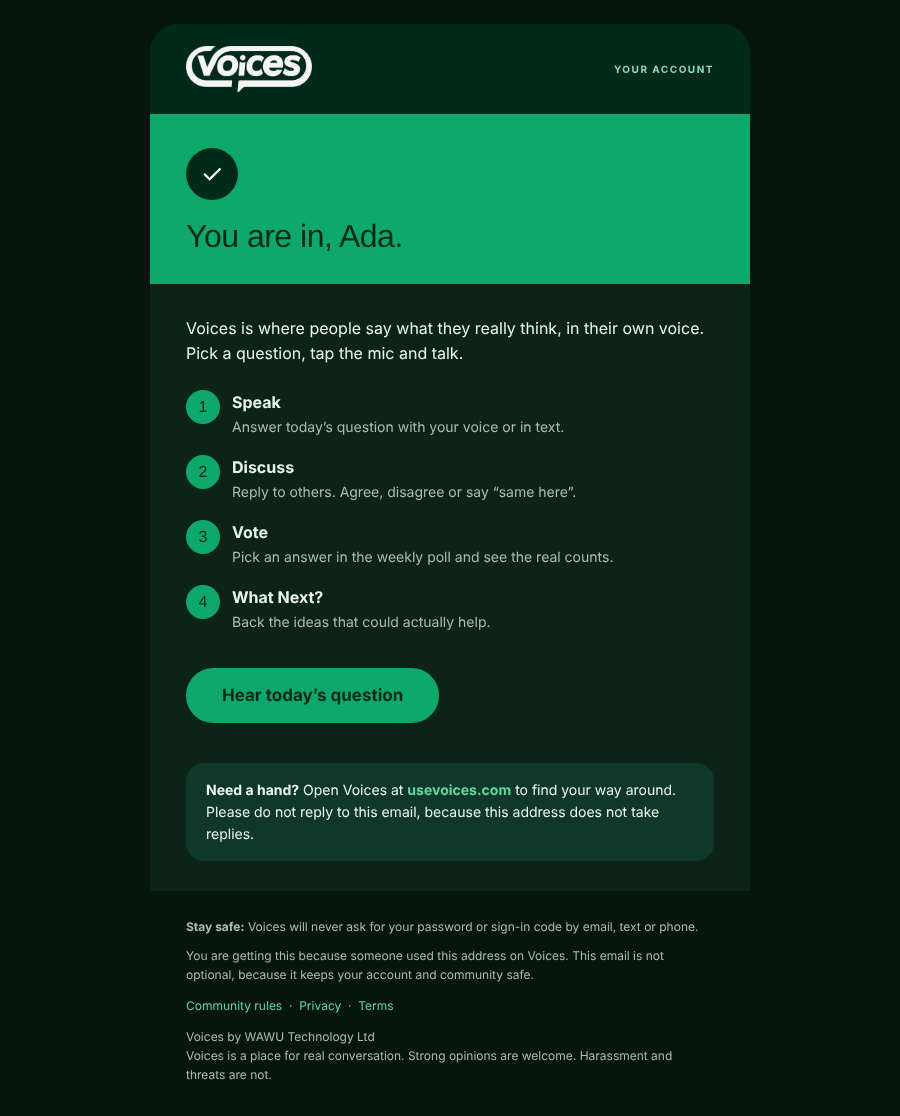 Voices
YOUR ACCOUNT
You are in, Ada.
Voices is where people say what they really think, in their own voice.
Pick a question, tap the mic and talk.
1
Speak
Answer today’s question with your voice or in text.
2
Discuss
Reply to others. Agree, disagree or say “same here”.
3
Vote
Pick an answer in the weekly poll and see the real counts.
4
What Next?
Back the ideas that could actually help.
Hear today’s question
Need a hand? Open Voices at usevoices.com to find your way around.
Please do not reply to this email, because this address does not take
replies.
Stay safe: Voices will never ask for your password or sign-in code by email, text or phone.
You are getting this because someone used this address on Voices. This email is not
optional, because it keeps your account and community safe.
Community rules · Privacy · Terms
Voices by WAWU Technology Ltd
Voices is a place for real conversation. Strong opinions are welcome. Harassment and
threats are not.